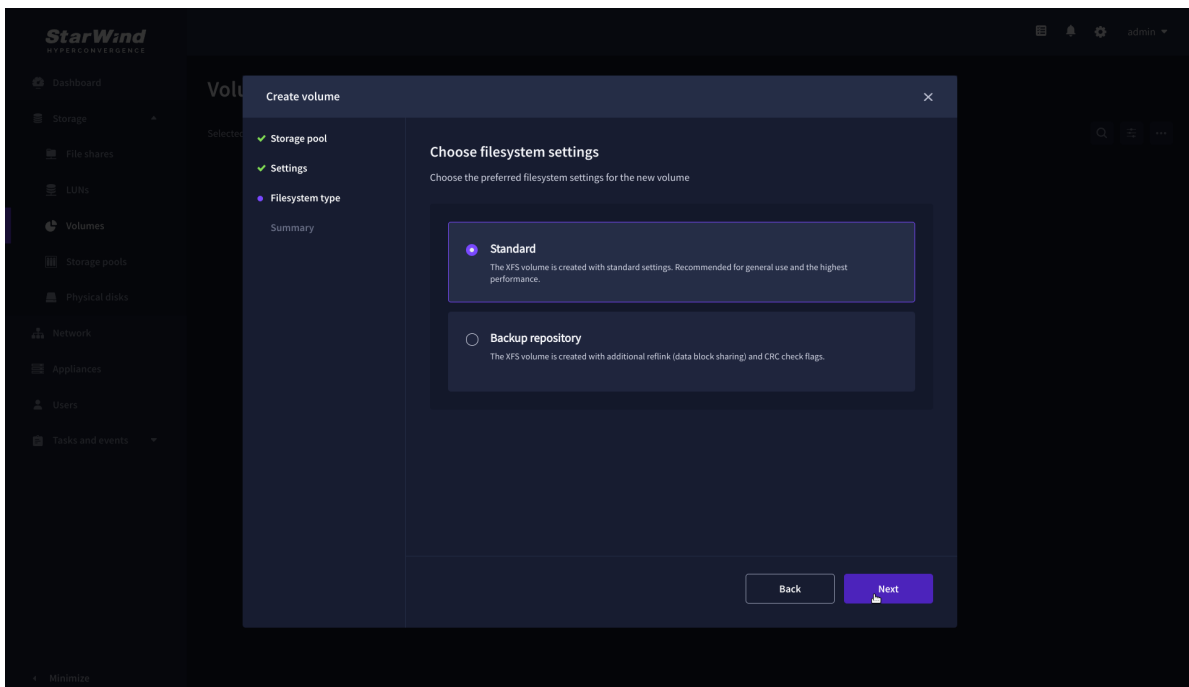 StarWind
HYPERCONVERGENCE
admin
Dashboard
Storage
File shares
LUNs
Volumes
Storage pools
Physical disks
Network
Appliances
Users
Tasks and events
Minimize
Volu
Selected
Create volume
Storage pool
Settings
Filesystem type
Summary
Choose filesystem settings
Choose the preferred filesystem settings for the new volume
Standard
The XFS volume is created with standard settings. Recommended for general use and the highest
performance.
Backup repository
The XFS volume is created with additional reflink (data block sharing) and CRC check flags.
Back
Next